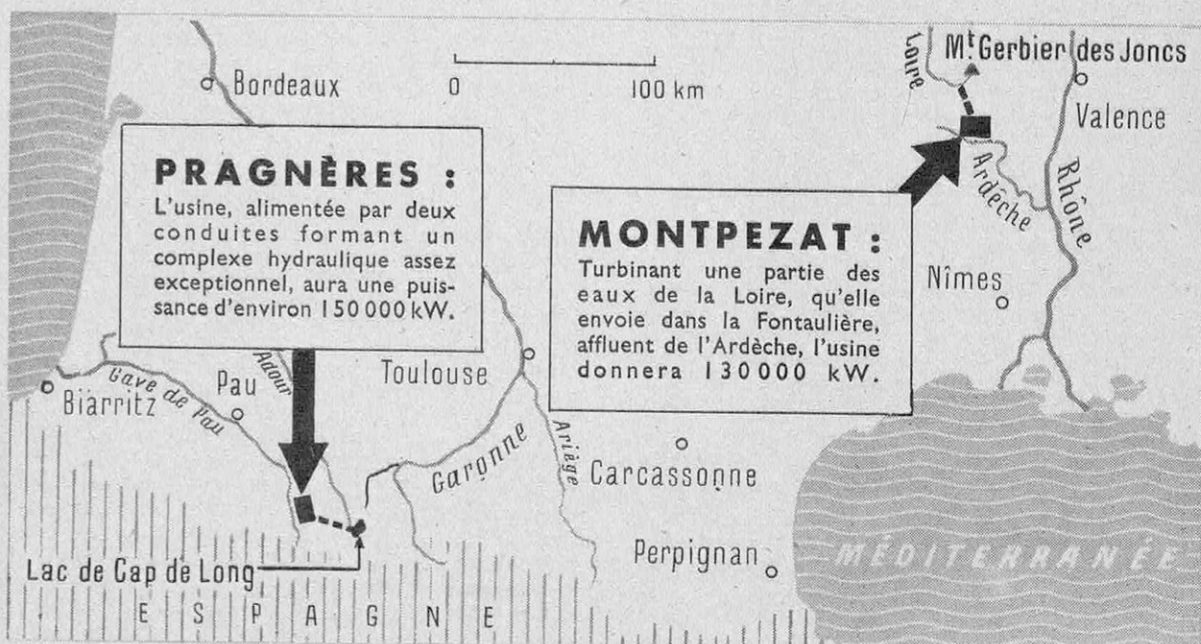 Bordeaux
0 100 km
Loire
Mt Gerbier des Joncs
Valence
Ardèche
Rhône
Nîmes
PRAGNÈRES :
L'usine, alimentée par deux
conduites formant un
complexe hydraulique assez
exceptionnel, aura une puis-
sance d'environ 150 000 kW.
MONTPEZAT :
Turbinant une partie des
eaux de la Loire, qu'elle
envoie dans la Fontaulière,
affluent de l'Ardèche, l'usine
donnera 130 000 kW.
Biarritz
Gave de Pau
Pau
Adour
Toulouse
Garonne
Ariège
Carcassonne
Perpignan
MÉDITERRANÉE
Lac de Cap de Long
ESPAGNE